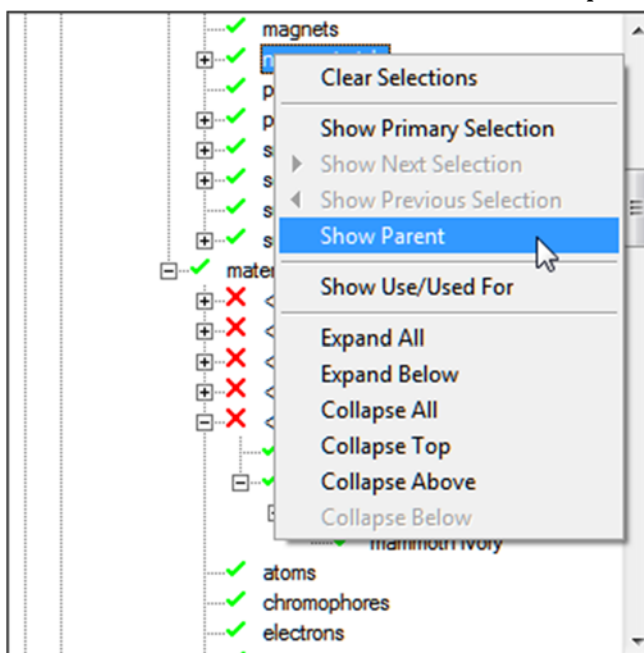 magnets
Clear Selections
Show Primary Selection
Show Next Selection
Show Previous Selection
Show Parent
Show Use/Used For
Expand All
Expand Below
Collapse All
Collapse Top
Collapse Above
Collapse Below
mammoth ivory
atoms
chromophores
electrons